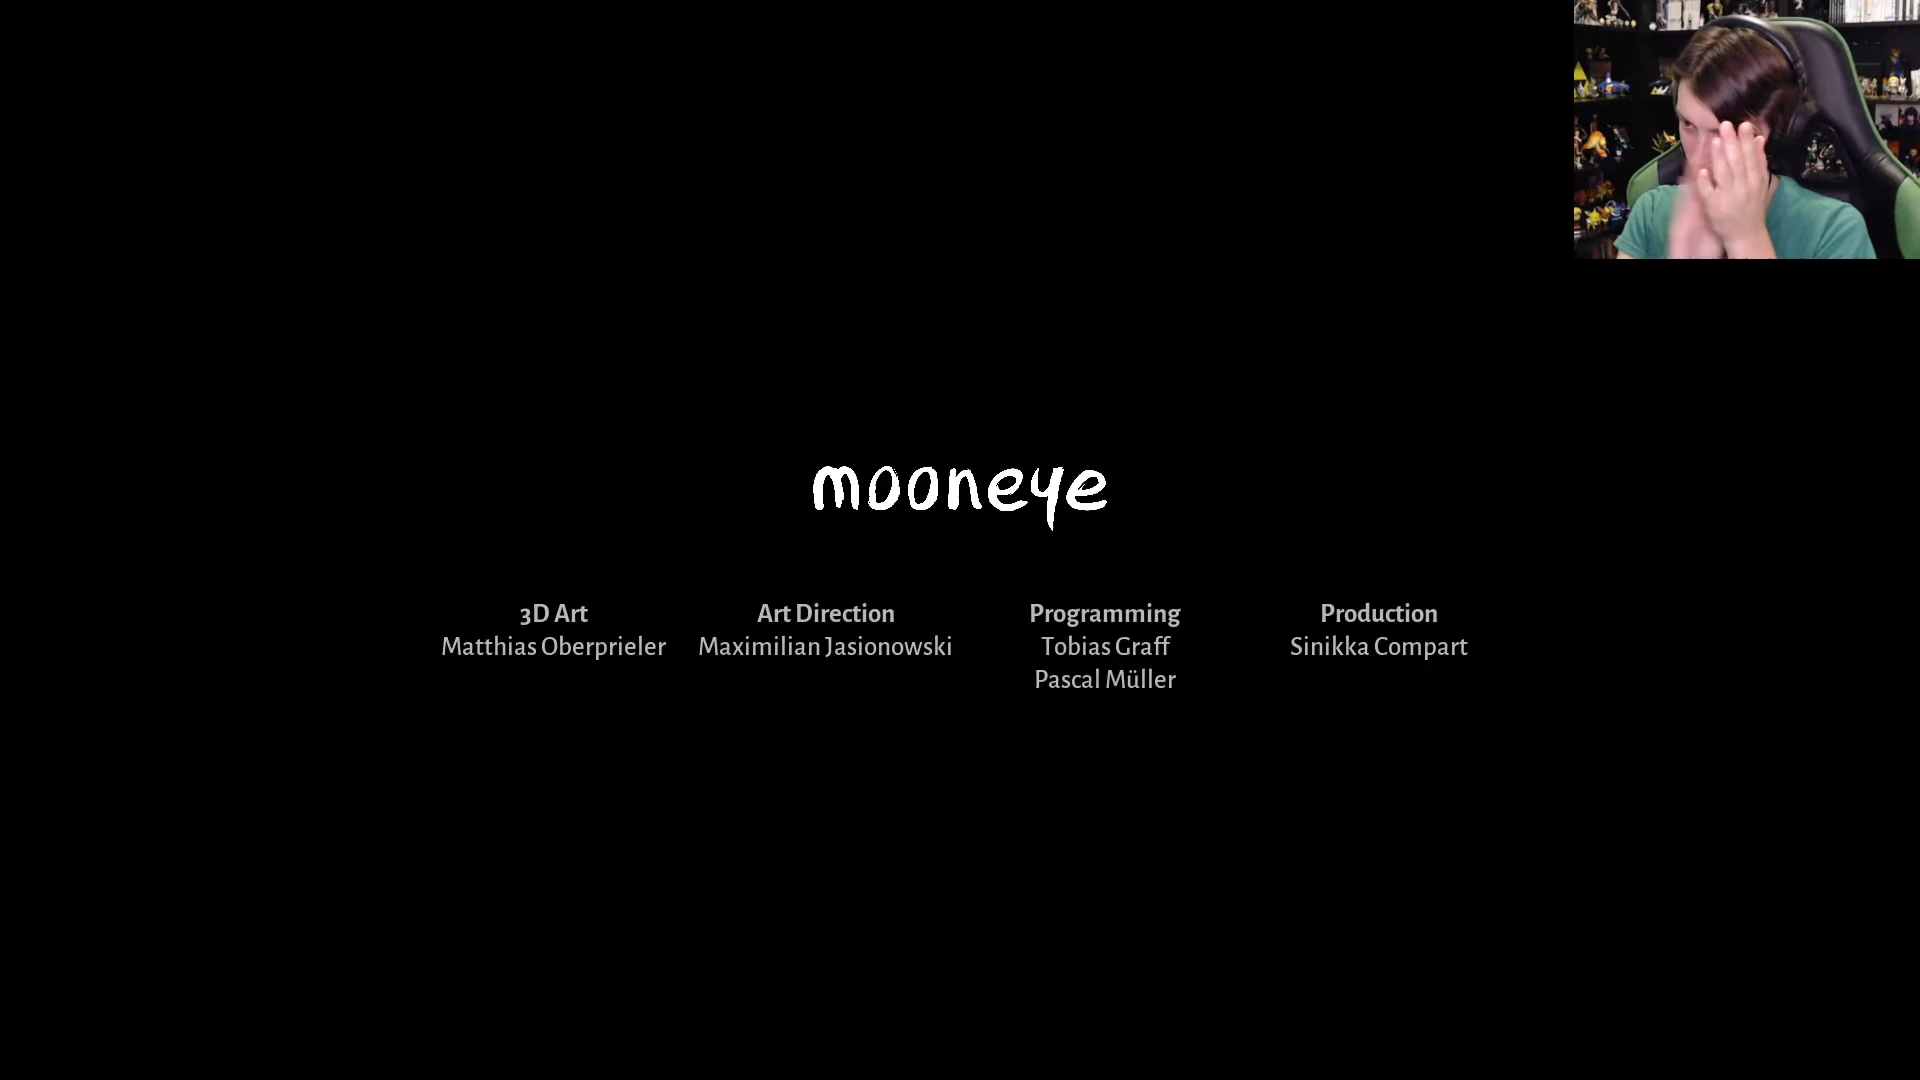 mooneye
3D Art
Matthias Oberprieler
Art Direction
Maximilian Jasionowski
Programming
Tobias Graff
Pascal Müller
Production
Sinikka Compart